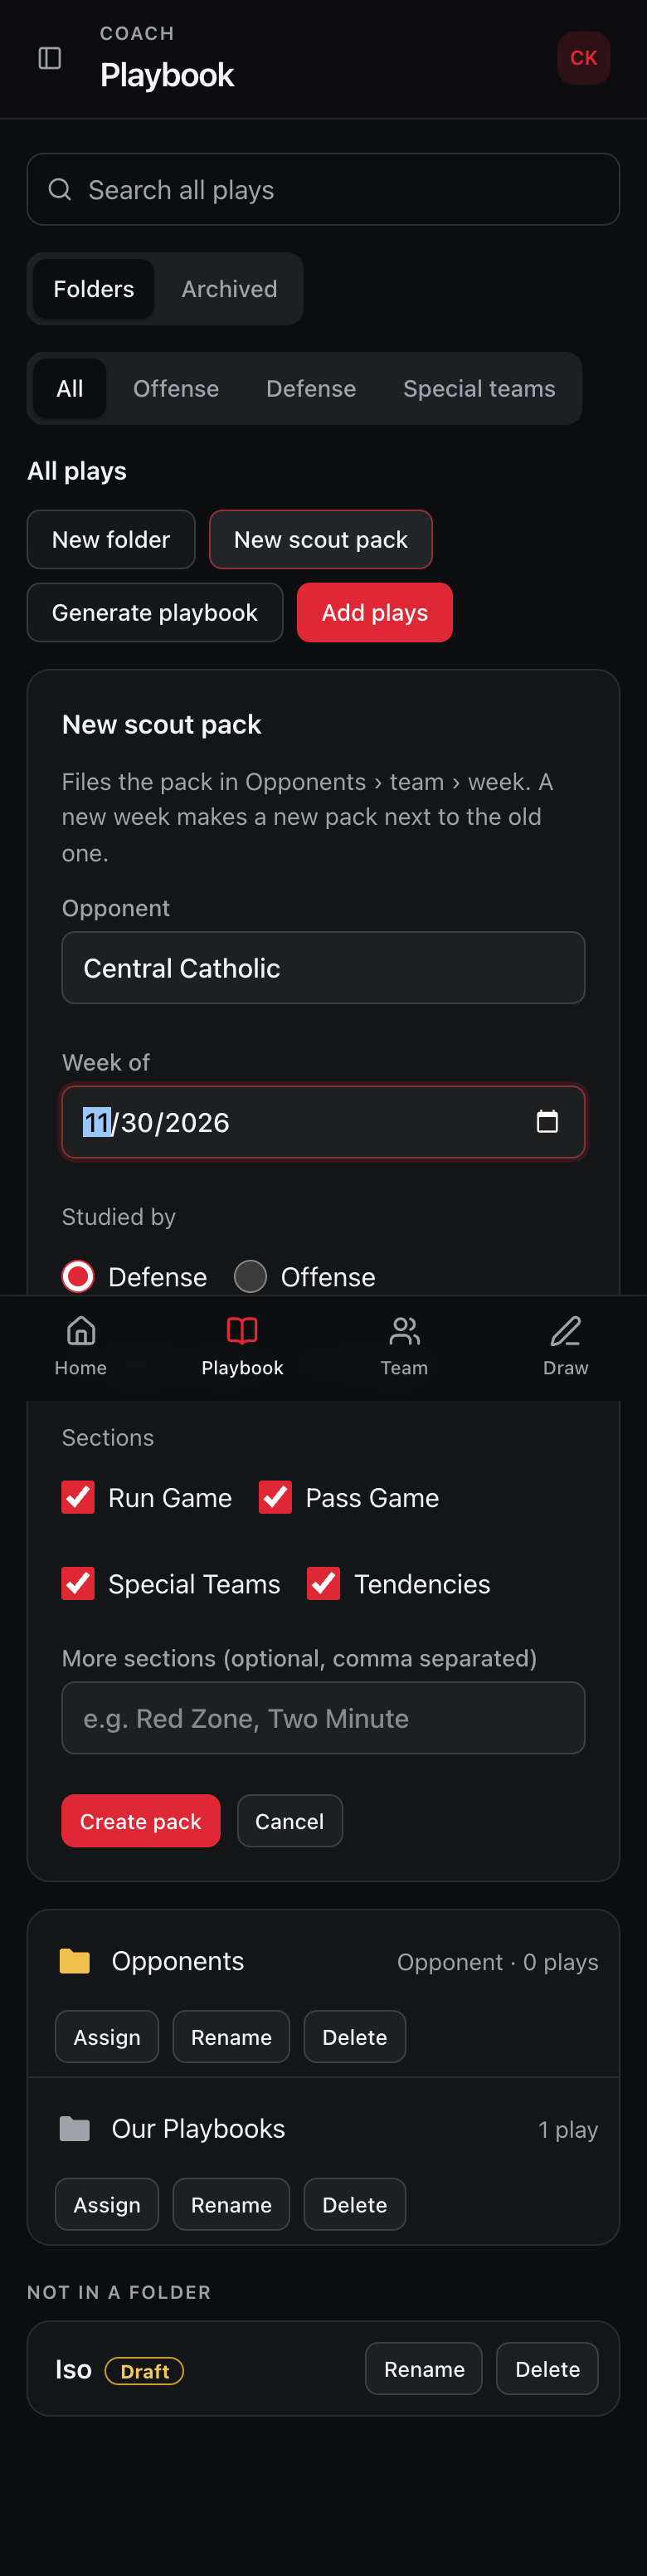 COACH
Playbook
CK
Search all plays
Folders Archived
All Offense Defense Special teams
All plays
New folder New scout pack
Generate playbook Add plays
New scout pack
Files the pack in Opponents › team › week. A
new week makes a new pack next to the old
one.
Opponent
Central Catholic
Week of
11/30/2026
Studied by
Defense Offense
Home Playbook Team Draw
Sections
Run Game Pass Game
Special Teams Tendencies
More sections (optional, comma separated)
e.g. Red Zone, Two Minute
Create pack Cancel
Opponents Opponent · 0 plays
Assign Rename Delete
Our Playbooks 1 play
Assign Rename Delete
NOT IN A FOLDER
Iso Draft Rename Delete